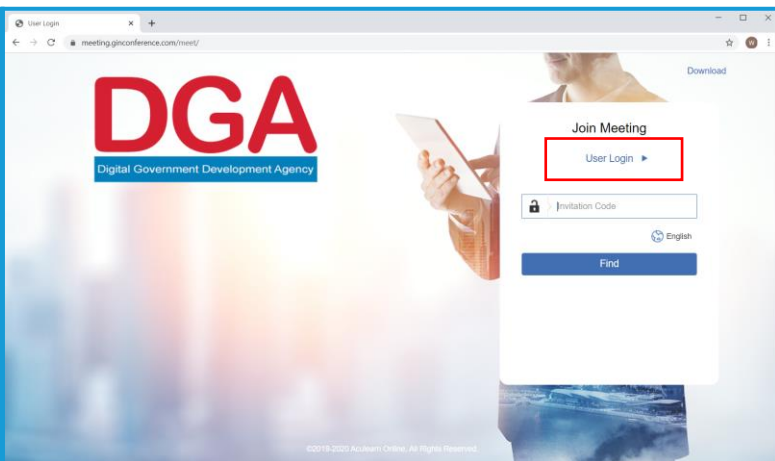 User Login
meeting.ginconference.com/meet/
W
Download
DGA
Digital Government Development Agency
Join Meeting
User Login
Invitation Code
English
Find
©2019-2020 Aculearn Online, All Rights Reserved.